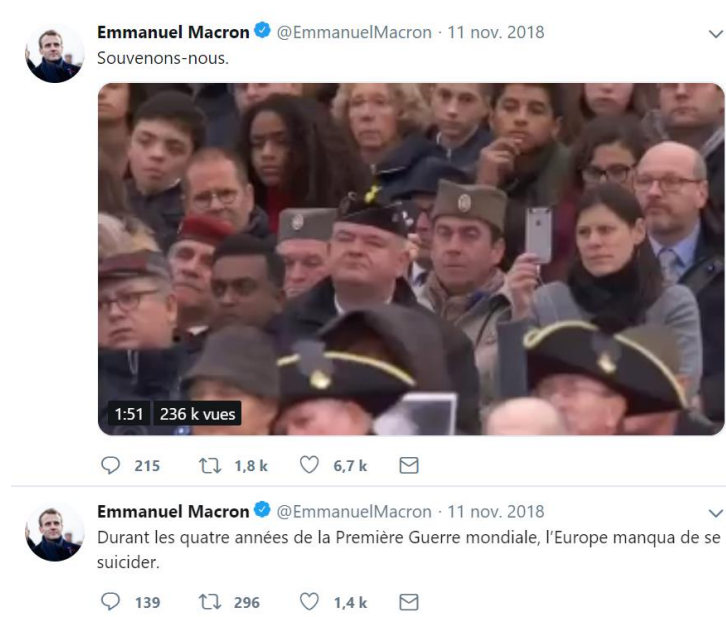 Emmanuel Macron @EmmanuelMacron · 11 nov. 2018
Souvenons-nous.
1:51 236 k vues
215 1,8 k 6,7 k
Emmanuel Macron @EmmanuelMacron · 11 nov. 2018
Durant les quatre années de la Première Guerre mondiale, l’Europe manqua de se
suicider.
139 296 1,4 k